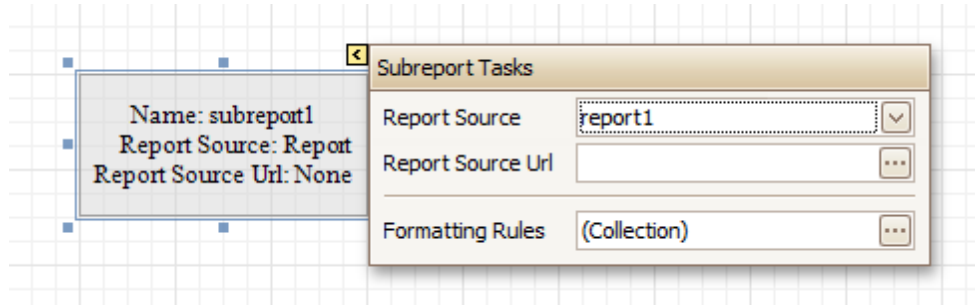 Name: subreport1
Report Source: Report
Report Source Url: None
Subreport Tasks
Report Source report1
Report Source Url
Formatting Rules (Collection)